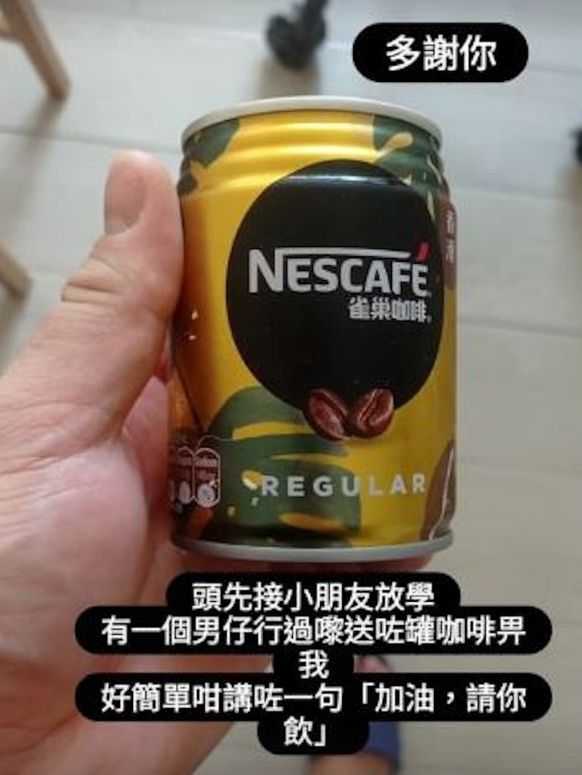 多謝你
NESCAFÉ
雀巢咖啡
REGULAR
頭先接小朋友放學
有一個男仔行過嚟送咗罐咖啡畀
我
好簡單咁講咗一句「加油，請你
飲」